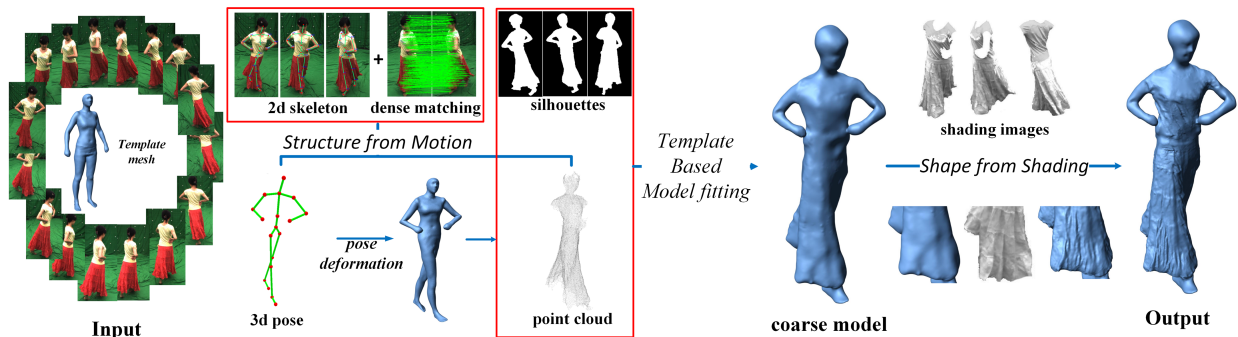 Template
mesh
Input
2d skeleton
+
dense matching
silhouettes
Structure from Motion
3d pose
pose
deformation
point cloud
Template
Based
Model fitting
coarse model
shading images
Shape from Shading
Output